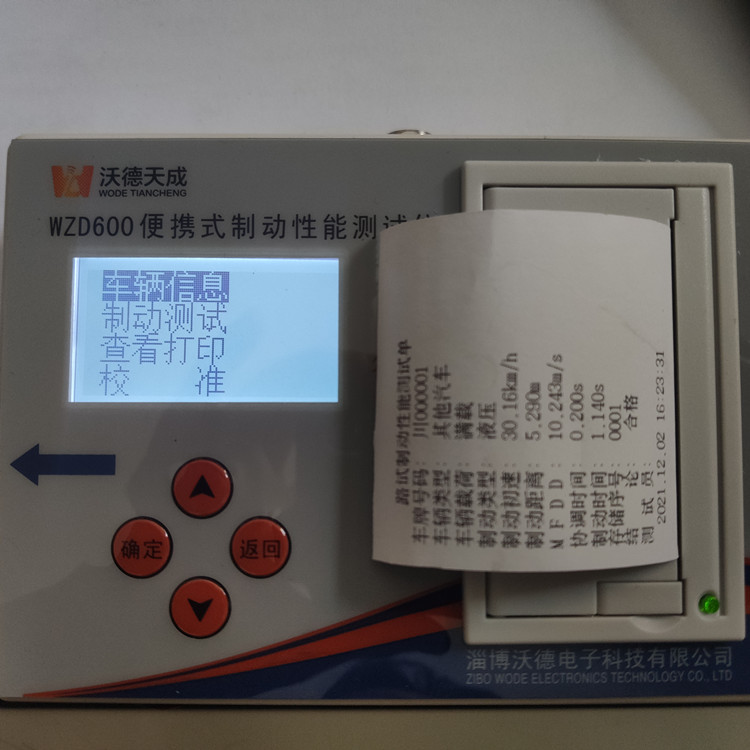 沃德天成
WODE TIANCHENG
WZD600便携式制动性能测试
车辆信息
制动测试
查看打印
校 准
确定
返回
路试制动性能测试单
车牌号码: 川000001
车辆类型: 其他汽车
车辆载荷: 满载
制动类型: 液压
制动初速: 30.16km/h
制动距离: 5.290m
MFDD: 10.243m/s
协调时间: 0.200s
制动时间: 1.140s
存储序号: 0001
结 论: 合格
测 试 员:
2021.12.02 16:23:31
淄博沃德电子科技有限公司
ZIBO WODE ELECTRONICS TECHNOLOGY CO., LTD